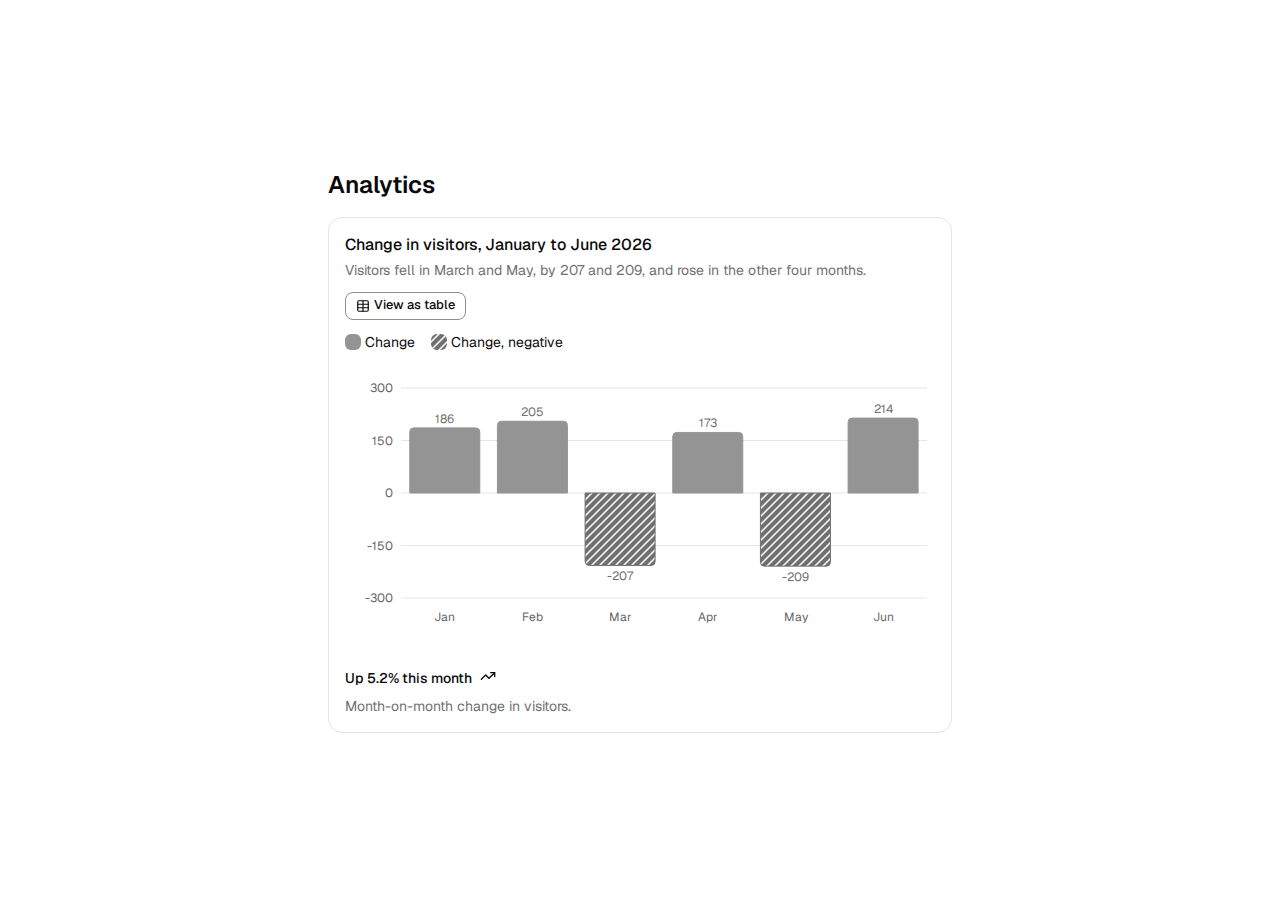 Analytics
Change in visitors, January to June 2026
Visitors fell in March and May, by 207 and 209, and rose in the other four months.
View as table
Change
Change, negative
300
150
0
-150
-300
186
205
-207
173
-209
214
Jan
Feb
Mar
Apr
May
Jun
Up 5.2% this month
Month-on-month change in visitors.